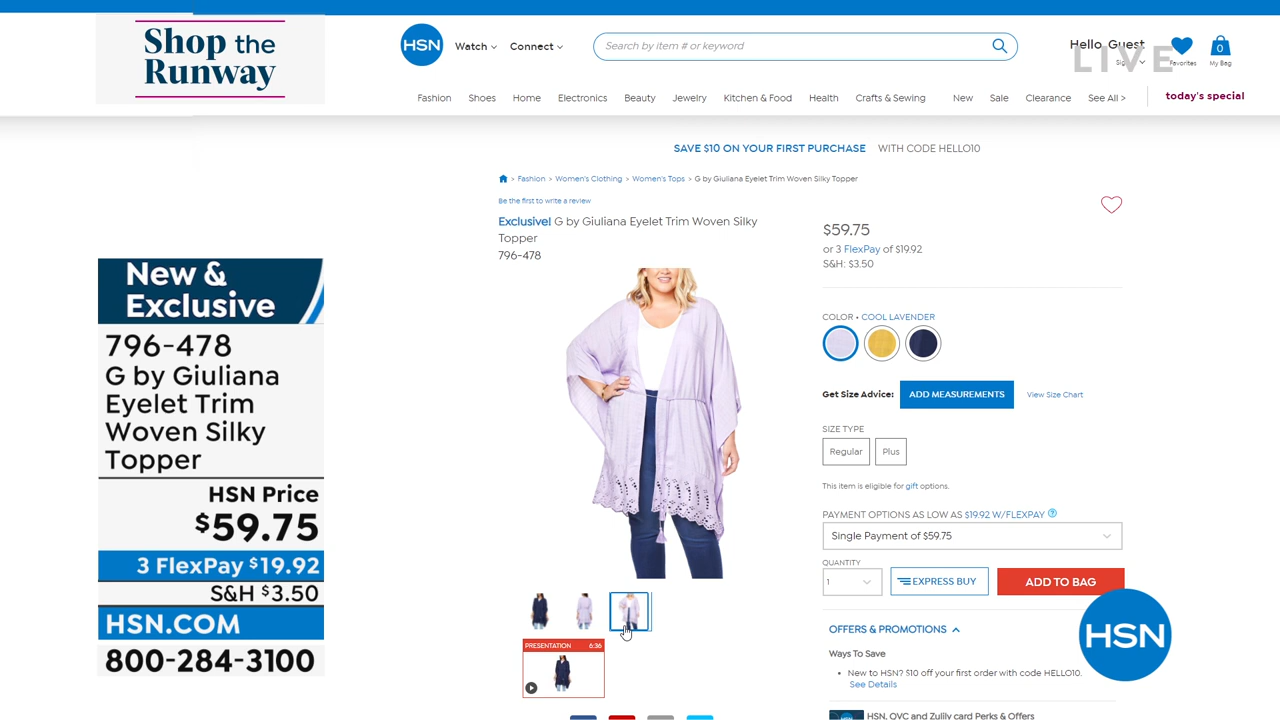 Shop the
Runway
HSN
Watch
Connect
Search by item # or keyword
Hello, Guest
LIVE
Favorites
0
My Bag
Fashion
Shoes
Home
Electronics
Beauty
Jewelry
Kitchen & Food
Health
Crafts & Sewing
New
Sale
Clearance
See All >
today's special
SAVE $10 ON YOUR FIRST PURCHASE WITH CODE HELLO10
> Fashion > Women's Clothing > Women's Tops > G by Giuliana Eyelet Trim Woven Silky Topper
Be the first to write a review
Exclusive! G by Giuliana Eyelet Trim Woven Silky
Topper
796-478
$59.75
or 3 FlexPay of $19.92
S&H: $3.50
COLOR • COOL LAVENDER
Get Size Advice: ADD MEASUREMENTS View Size Chart
SIZE TYPE
Regular
Plus
This item is eligible for gift options.
PAYMENT OPTIONS AS LOW AS $19.92 W/FLEXPAY ?
Single Payment of $59.75
QUANTITY
1
EXPRESS BUY
ADD TO BAG
OFFERS & PROMOTIONS
Ways To Save
• New to HSN? $10 off your first order with code HELLO10.
See Details
HSN, QVC and Zulily card Perks & Offers
HSN
PRESENTATION 6:36
New &
Exclusive
796-478
G by Giuliana
Eyelet Trim
Woven Silky
Topper
HSN Price
$59.75
3 FlexPay $19.92
S&H $3.50
HSN.COM
800-284-3100